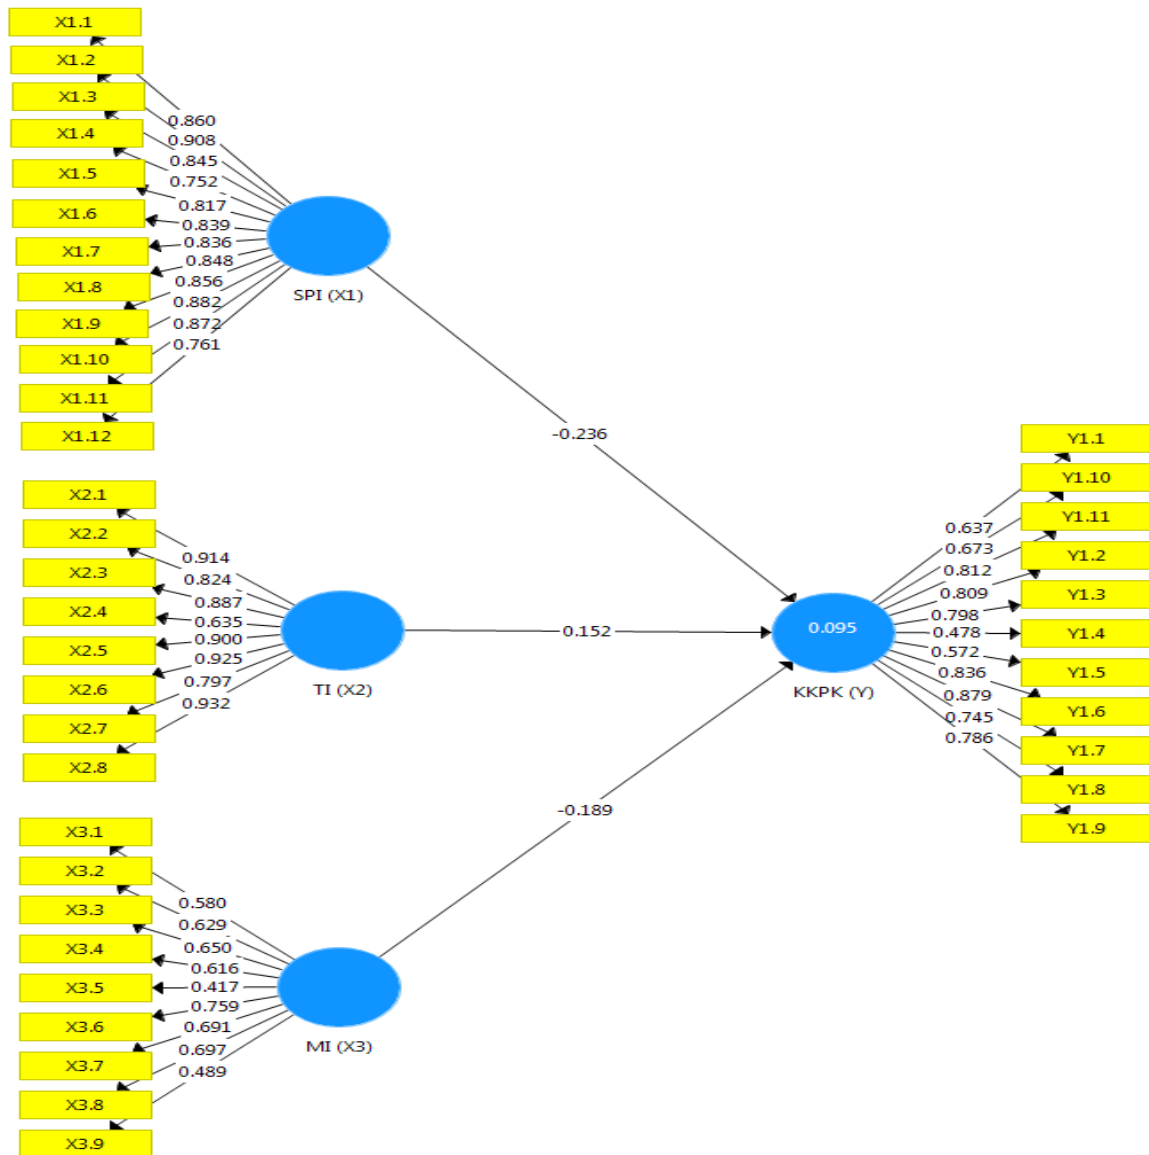 X1.1
X1.2
X1.3
X1.4
X1.5
X1.6
X1.7
X1.8
X1.9
X1.10
X1.11
X1.12
0.860
0.908
0.845
0.752
0.817
0.839
0.836
0.848
0.856
0.882
0.872
0.761
SPI (X1)
-0.236
X2.1
X2.2
X2.3
X2.4
X2.5
X2.6
X2.7
X2.8
0.914
0.824
0.887
0.635
0.900
0.925
0.797
0.932
TI (X2)
0.152
X3.1
X3.2
X3.3
X3.4
X3.5
X3.6
X3.7
X3.8
X3.9
0.580
0.629
0.650
0.616
0.417
0.759
0.691
0.697
0.489
MI (X3)
-0.189
0.095
KKPK (Y)
0.637
0.673
0.812
0.809
0.798
0.478
0.572
0.836
0.879
0.745
0.786
Y1.1
Y1.10
Y1.11
Y1.2
Y1.3
Y1.4
Y1.5
Y1.6
Y1.7
Y1.8
Y1.9